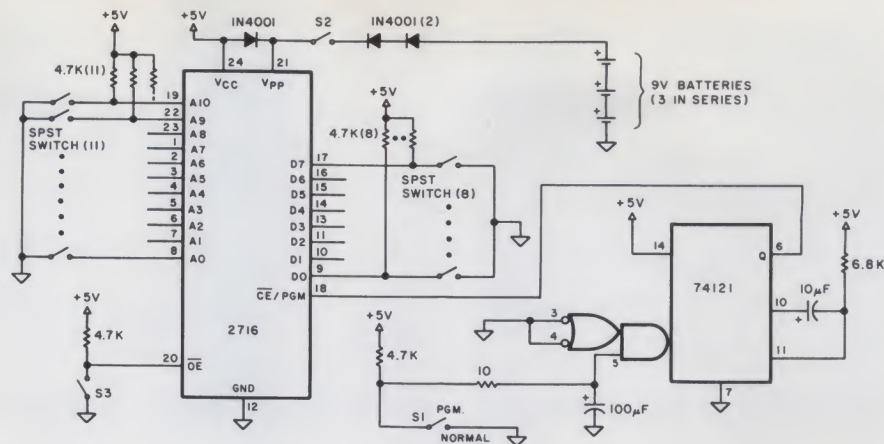 +5V
+5V
+5V
1N4001
S2
1N4001(2)
4.7K(11)
24
21
VCC
VPP
9V BATTERIES
(3 IN SERIES)
+5V
4.7K(8)
19
A10
22
A9
23
A8
1
A7
2
A6
3
A5
4
A4
5
A3
6
A2
7
A1
8
A0
SPST
SWITCH (11)
D7
17
D6
16
D5
15
D4
14
D3
13
D2
11
D1
10
D0
9
CE/PGM
18
SPST
SWITCH (8)
2716
+5V
4.7K
20
OE
S3
GND
12
+5V
4.7K
10
S1
PGM.
NORMAL
100µF
3
4
5
+5V
14
74121
Q
6
+5V
6.8K
10
10µF
11
7